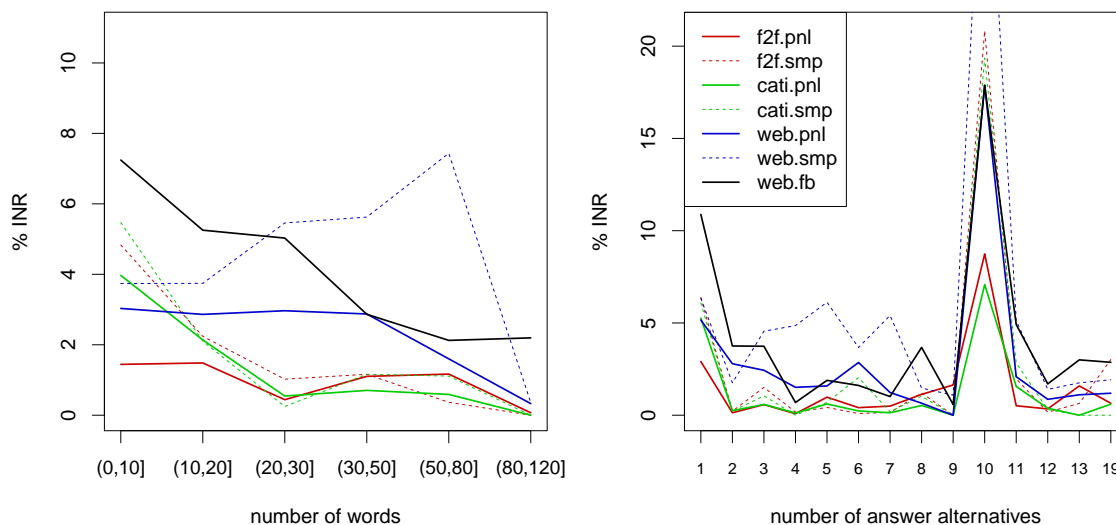 10
8
6
4
2
0
% INR
(0,10]
(10,20]
(20,30]
(30,50]
(50,80]
(80,120]
number of words
20
15
10
5
0
% INR
f2f.pnl
f2f.smp
cati.pnl
cati.smp
web.pnl
web.smp
web.fb
1
2
3
4
5
6
7
8
9
10
11
12
13
19
number of answer alternatives